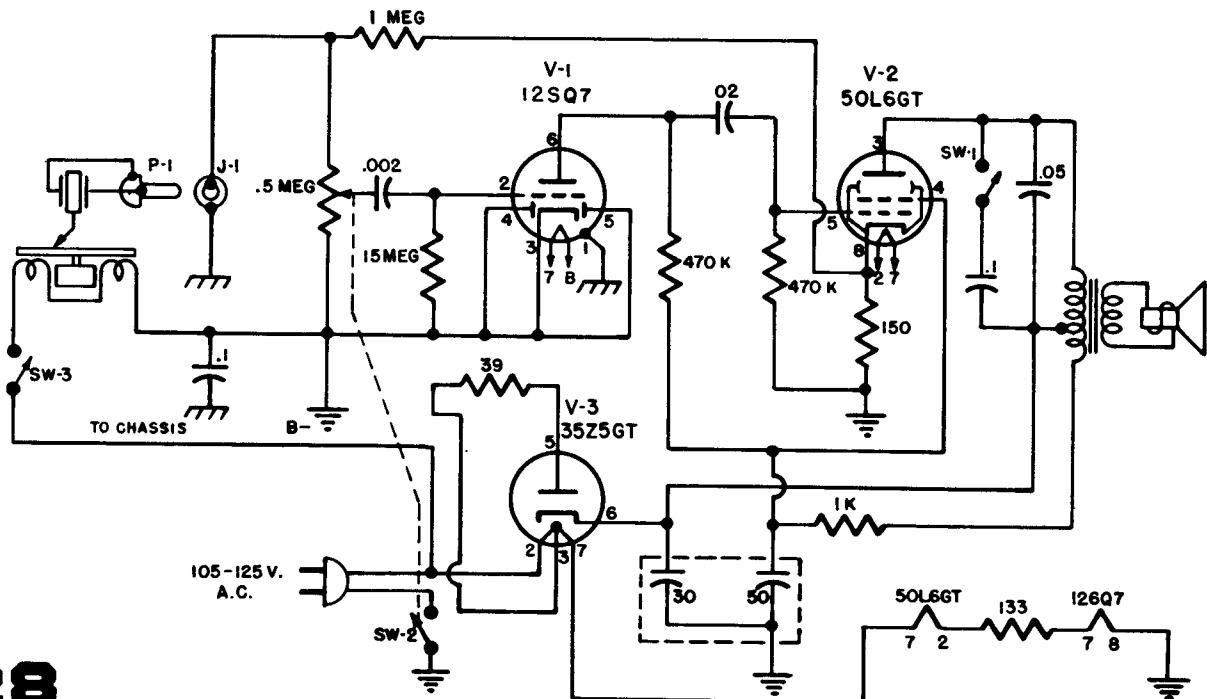 1 MEG
V-1
12SQ7
V-2
50L6GT
02
6
3
SW-1
P-1
J-1
.5 MEG
.002
2
4
5
4
5
.05
3
1
8
7 8
2 7
15 MEG
470 K
470 K
.1
150
.1
SW-3
39
V-3
35Z5GT
TO CHASSIS
B-
5
6
1K
2
3
7
105-125 V.
A.C.
30
50
50L6GT
133
126Q7
SW-2
7 2
7 8